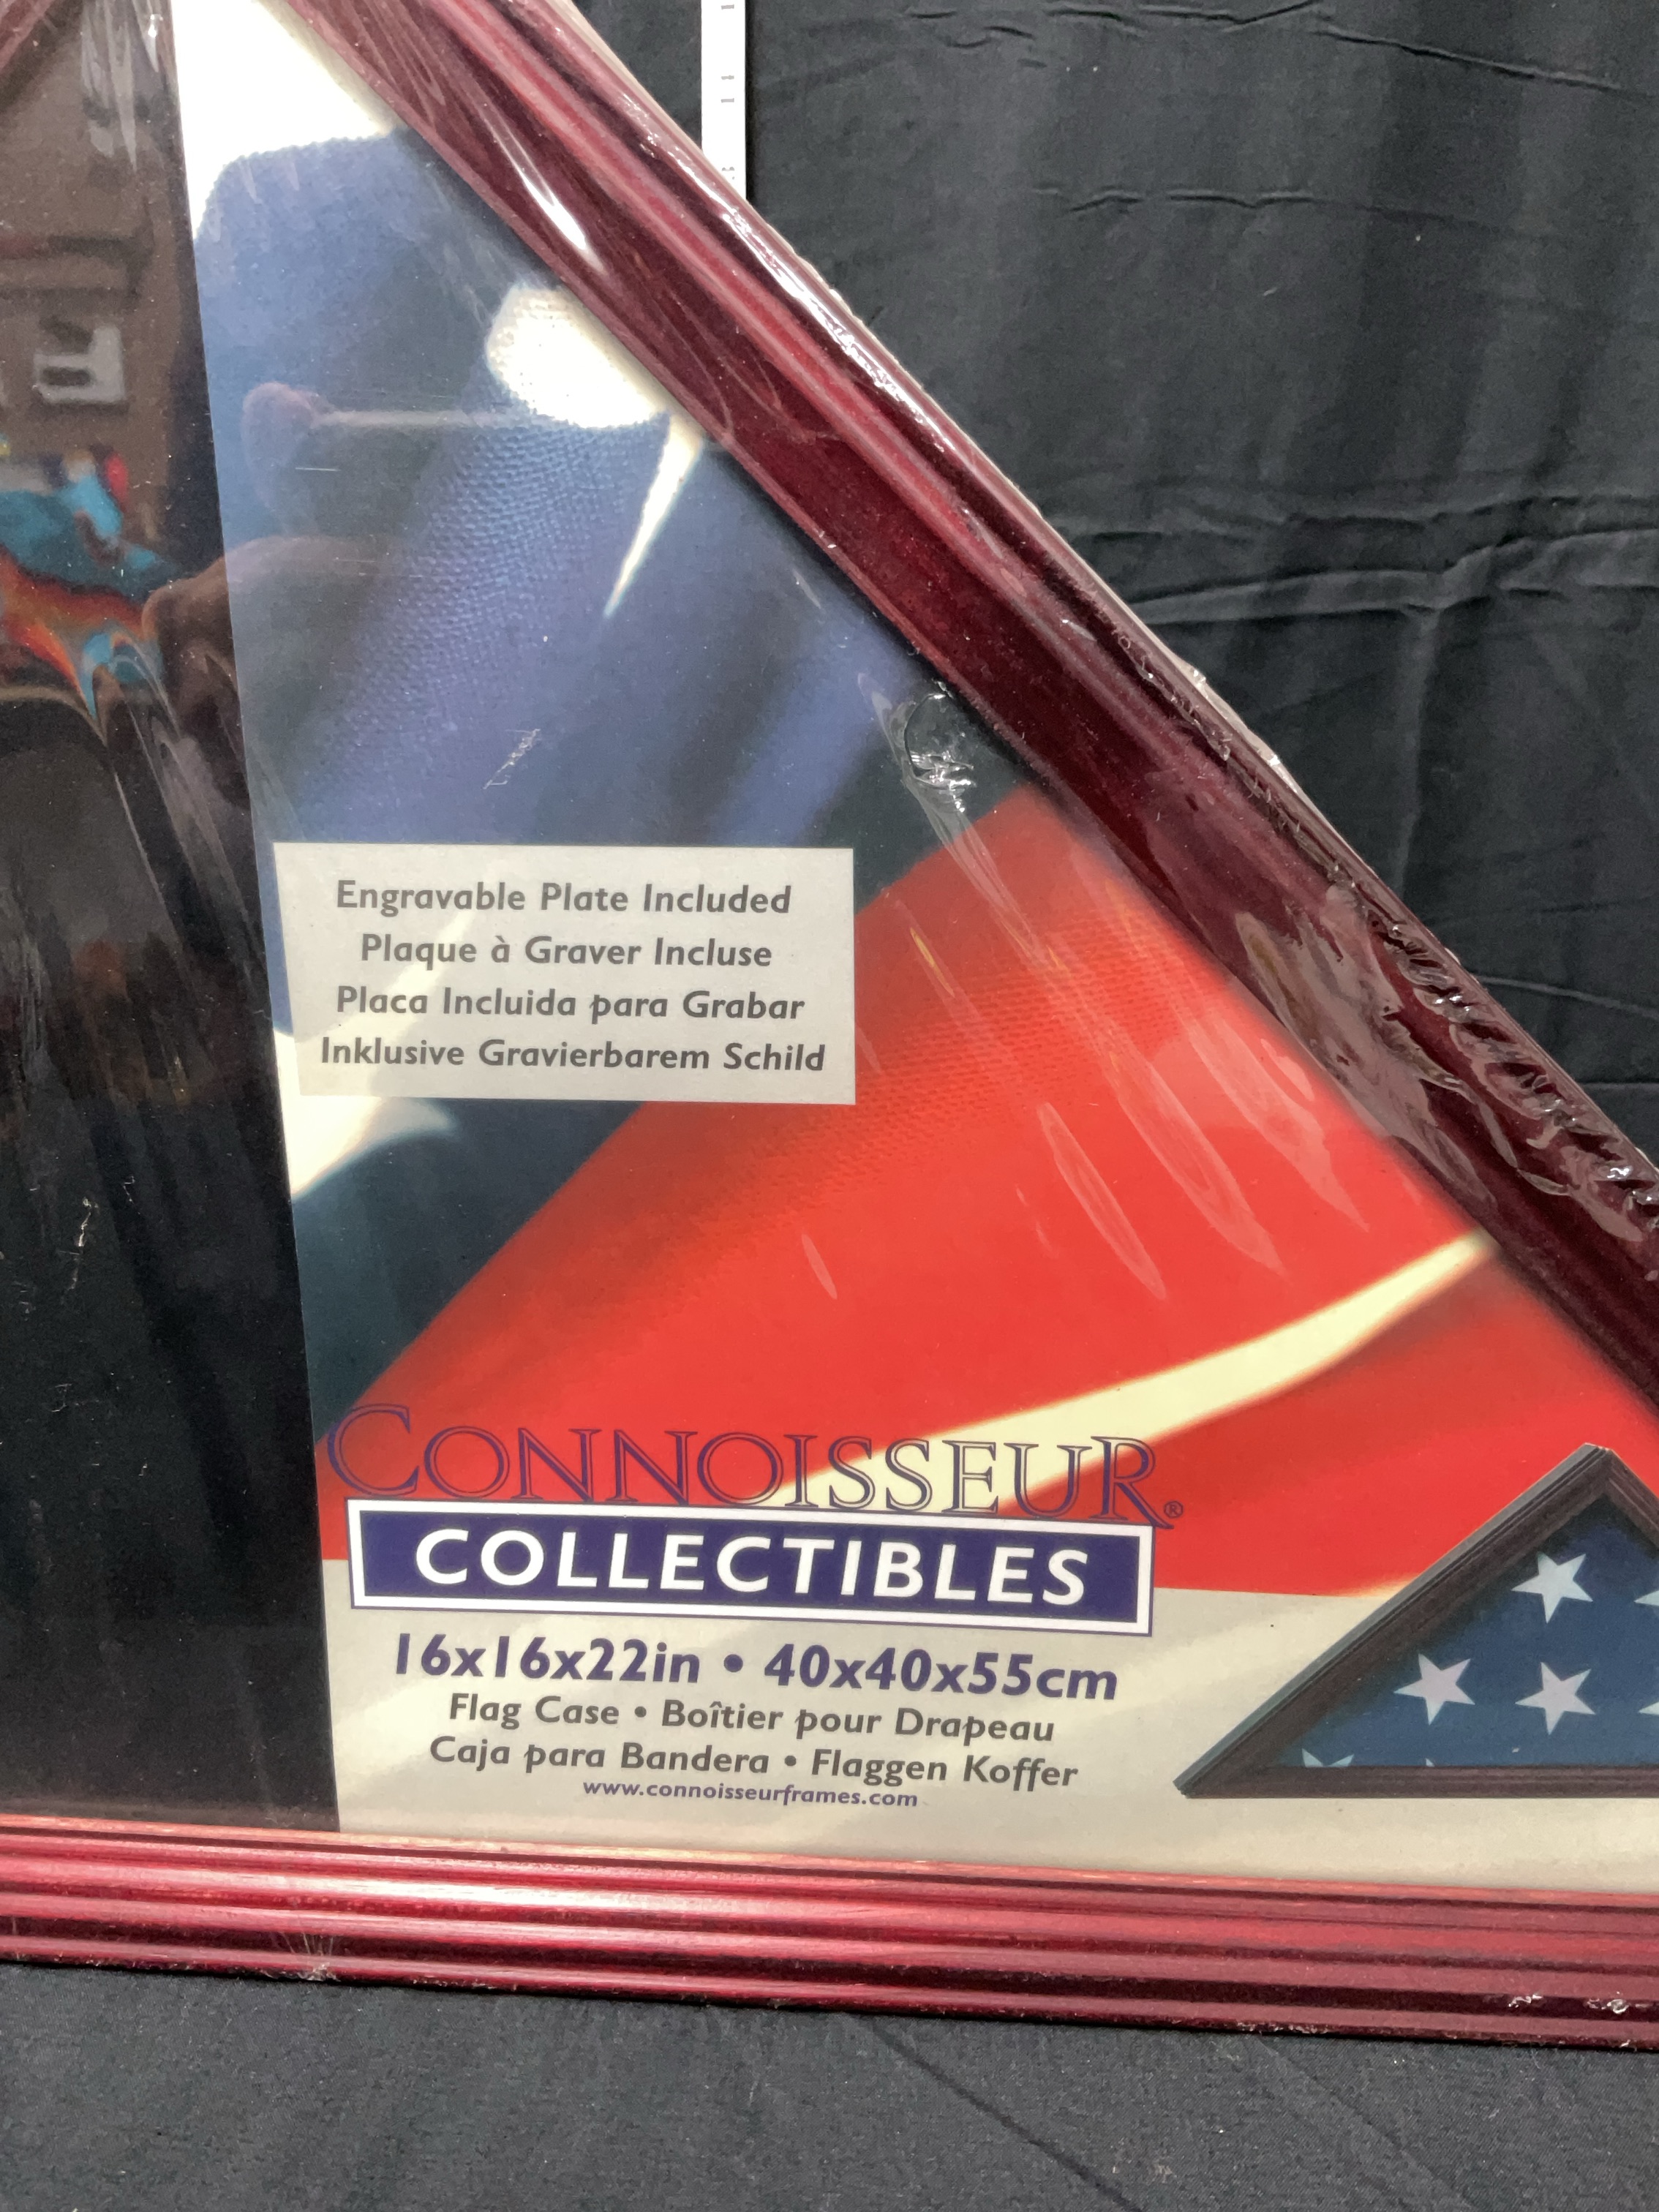 Engravable Plate Included
Plaque à Graver Incluse
Placa Incluida para Grabar
Inklusive Gravierbarem Schild
CONNOISSEUR®
COLLECTIBLES
16x16x22in • 40x40x55cm
Flag Case • Boîtier pour Drapeau
Caja para Bandera • Flaggen Koffer
www.connoisseurframes.com